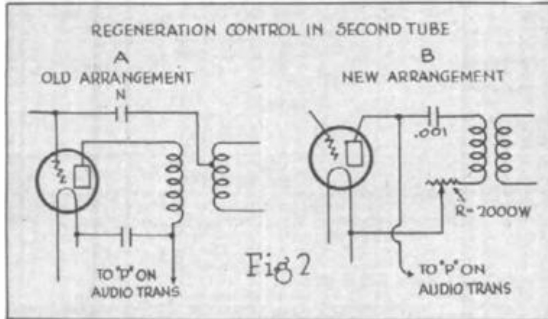 REGENERATION CONTROL IN SECOND TUBE
A
OLD ARRANGEMENT
N
TO "P" ON
AUDIO TRANS
Fig 2
B
NEW ARRANGEMENT
.001
R=2000W
TO "P" ON
AUDIO TRANS